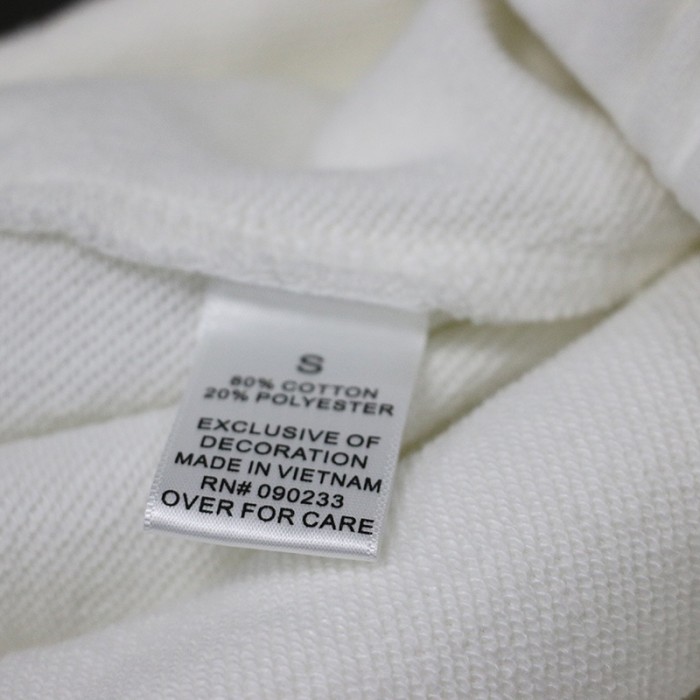 S
80% COTTON
20% POLYESTER
EXCLUSIVE OF
DECORATION
MADE IN VIETNAM
RN# 090233
OVER FOR CARE